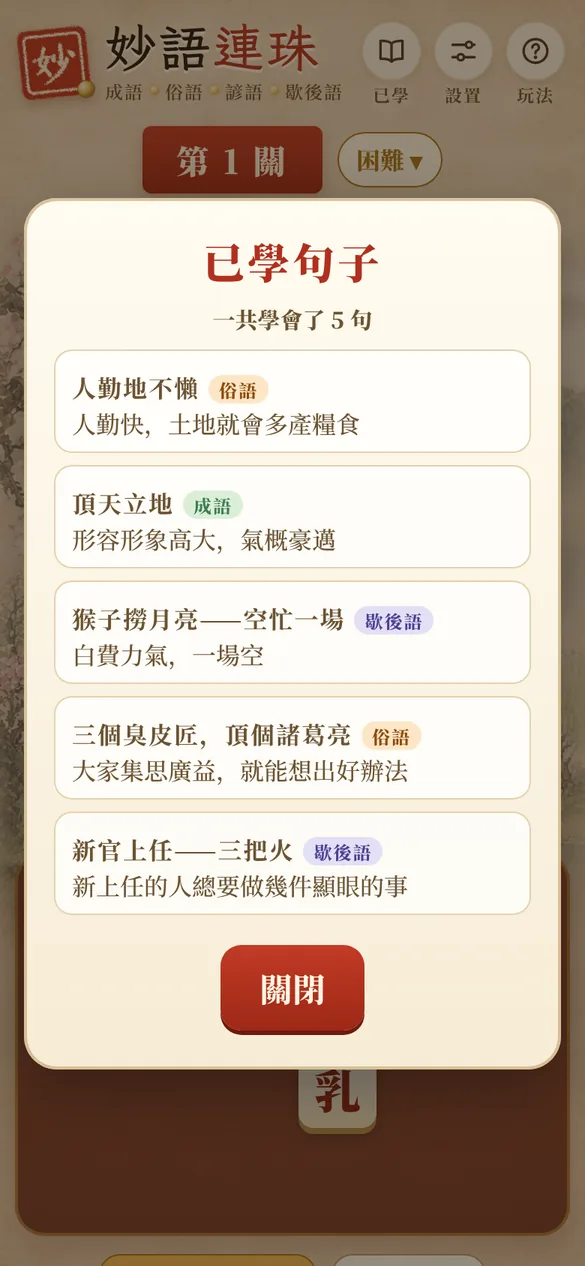 妙
妙語連珠
成語 俗語 諺語 歇後語
已學 設置 玩法
第 1 關
困難▼
已學句子
一共學會了 5 句
人勤地不懶 俗語
人勤快，土地就會多產糧食
頂天立地 成語
形容形象高大，氣概豪邁
猴子撈月亮——空忙一場 歇後語
白費力氣，一場空
三個臭皮匠，頂個諸葛亮 俗語
大家集思廣益，就能想出好辦法
新官上任——三把火 歇後語
新上任的人總要做幾件顯眼的事
關閉
乳